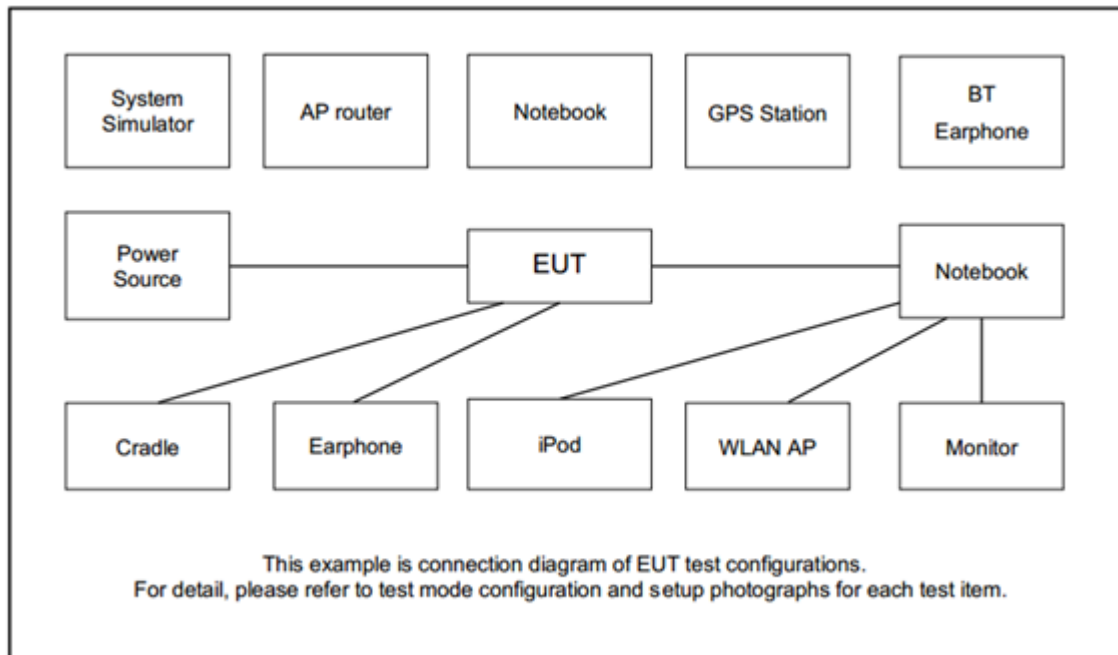 System
Simulator
AP router
Notebook
GPS Station
BT
Earphone
Power
Source
EUT
Notebook
Cradle
Earphone
iPod
WLAN AP
Monitor
This example is connection diagram of EUT test configurations.
For detail, please refer to test mode configuration and setup photographs for each test item.